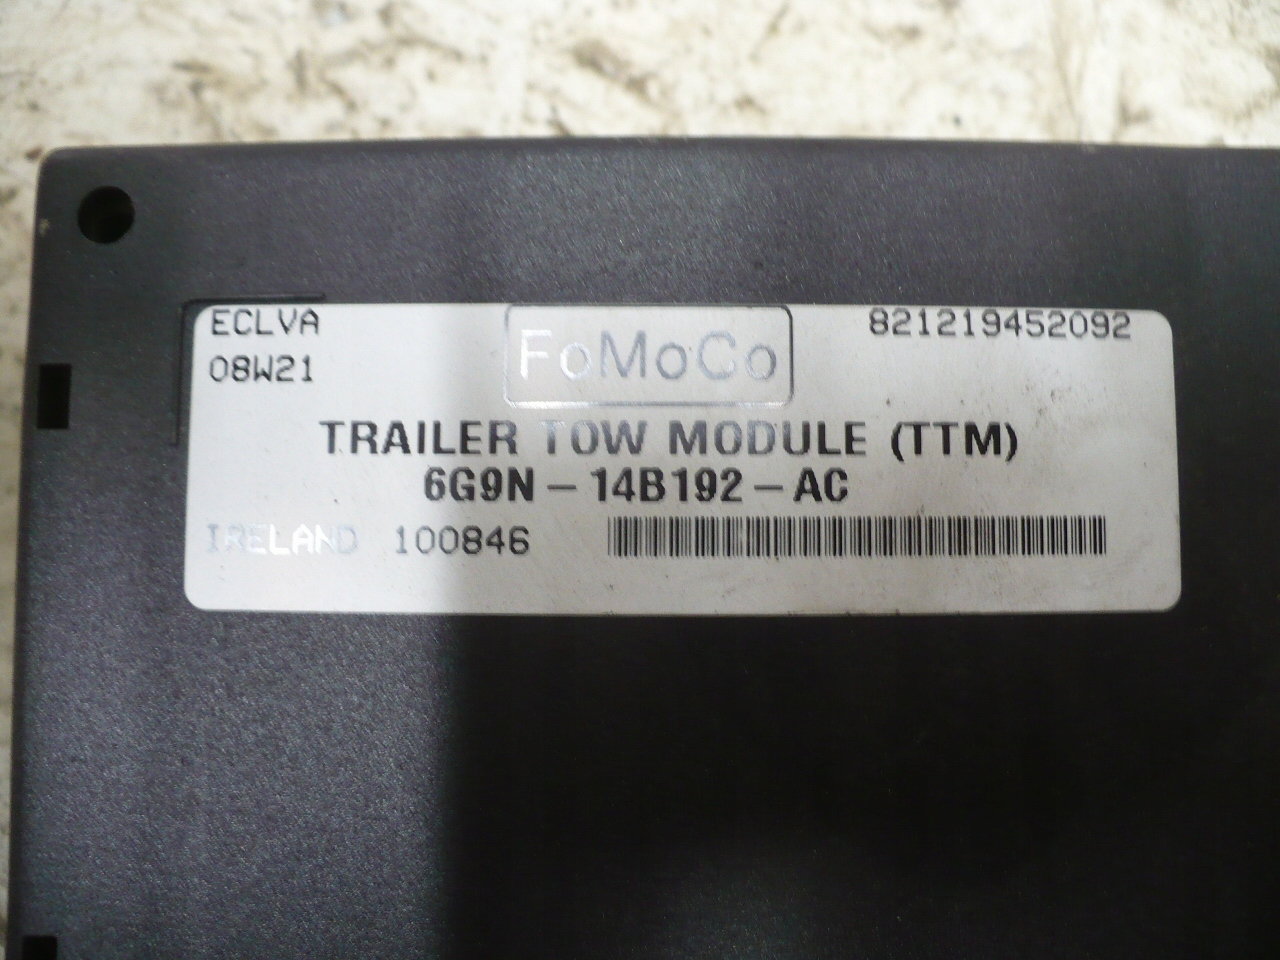 ECLVA
FoMoCo
821219452092
08W21
TRAILER TOW MODULE (TTM)
6G9N-14B192-AC
IRELAND 100846